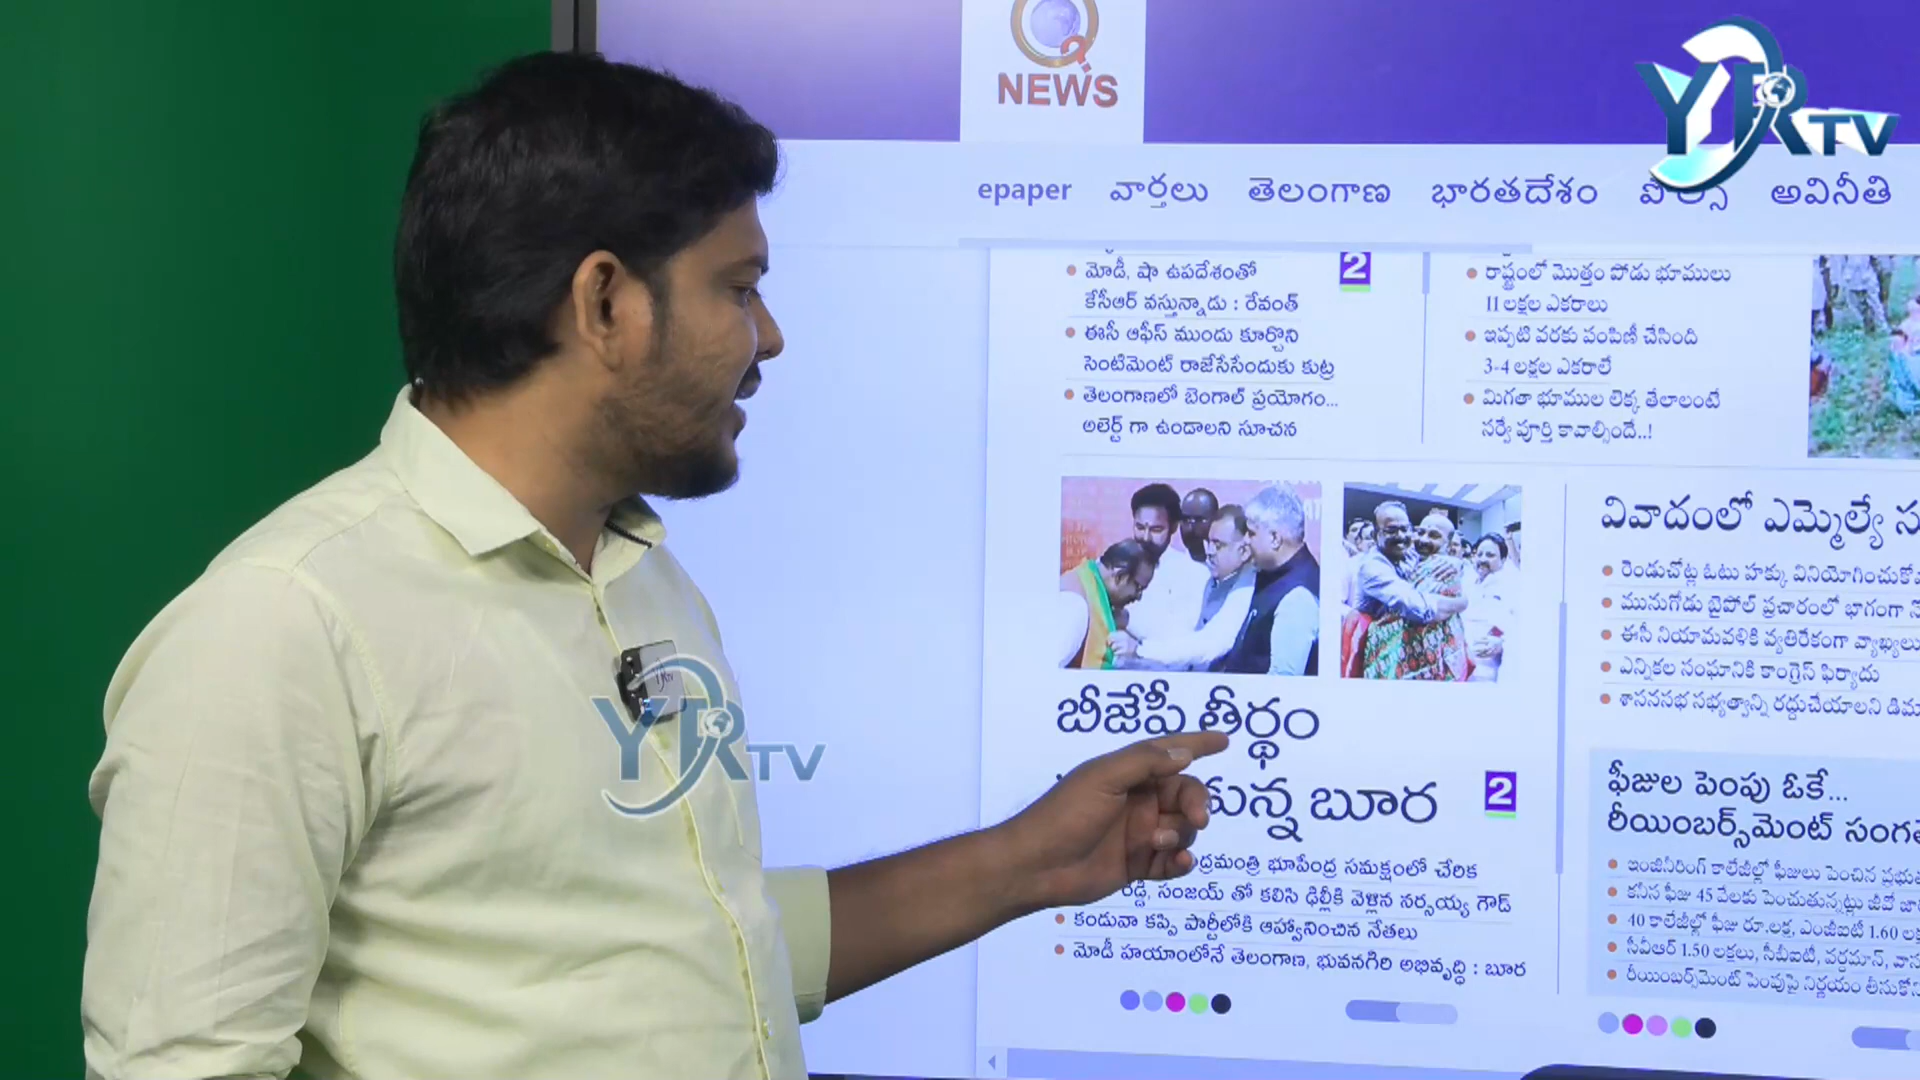 NEWS
YR TV
epaper వార్తలు తెలంగాణ భారతదేశం అవినీతి
మోడీ, షా ఉపదేశంతో
కేసీఆర్ వస్తున్నాడు : రేవంత్
ఈసీ ఆఫీస్ ముందు కూర్చొని
సెంటిమెంట్ రాజేసేందుకు కుట్ర
తెలంగాణలో బెంగాల్ ప్రయోగం...
అలెర్ట్ గా ఉండాలని సూచన
2
రాష్ట్రంలో మొత్తం పోడు భూములు
11 లక్షల ఎకరాలు
ఇప్పటి వరకు పంపిణీ చేసింది
3-4 లక్షల ఎకరాలే
మిగతా భూముల లెక్క తేలాలంటే
సర్వే పూర్తి కావాల్సిందే..!
బీజేపీ తీర్థం
బూర
2
భూపేంద్ర సమక్షంలో చేరిక
సంజయ్ తో కలిసి ఢిల్లీకి వెళ్లిన నర్సయ్య గౌడ్
కండువా కప్పి పార్టీలోకి ఆహ్వానించిన నేతలు
మోడీ హయాంలోనే తెలంగాణ, భువనగిరి అభివృద్ధి : బూర
వివాదంలో ఎమ్మెల్యే
రెండుచోట్ల ఓటు హక్కు
మునుగోడు బైపోల్ ప్రచారంలో భాగంగా
ఈసీ నియామవళికి వ్యతిరేకంగా వ్యాఖ్యలు
ఎన్నికల సంఘానికి కాంగ్రెస్ ఫిర్యాదు
శాసనసభ సభ్యత్వాన్ని రద్దుచేయాలని
ఫీజుల పెంపు ఓకే...
రీయింబర్స్‌మెంట్
ఇంజినీరింగ్ కాలేజీల్లో ఫీజులు పెంచిన
కనీస ఫీజు 45 వేలకు పెంచుతున్నట్లు జీవో
40 కాలేజీల్లో ఫీజు రూ.లక్ష, ఎంజీఐటీ 1.60
సీవీఆర్ 1.50 లక్షలు, సీబీఐటీ, వర్ధమాన్,
రీయింబర్స్‌మెంట్ పెంపుపై నిర్ణయం
YR TV